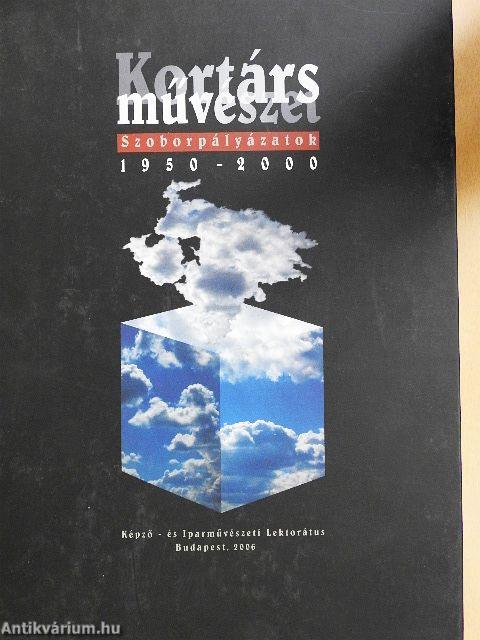 Kortárs
művészet
Szoborpályázatok
1950-2000
Képző - és Iparművészeti Lektorátus
Budapest, 2006
Antikvárium.hu